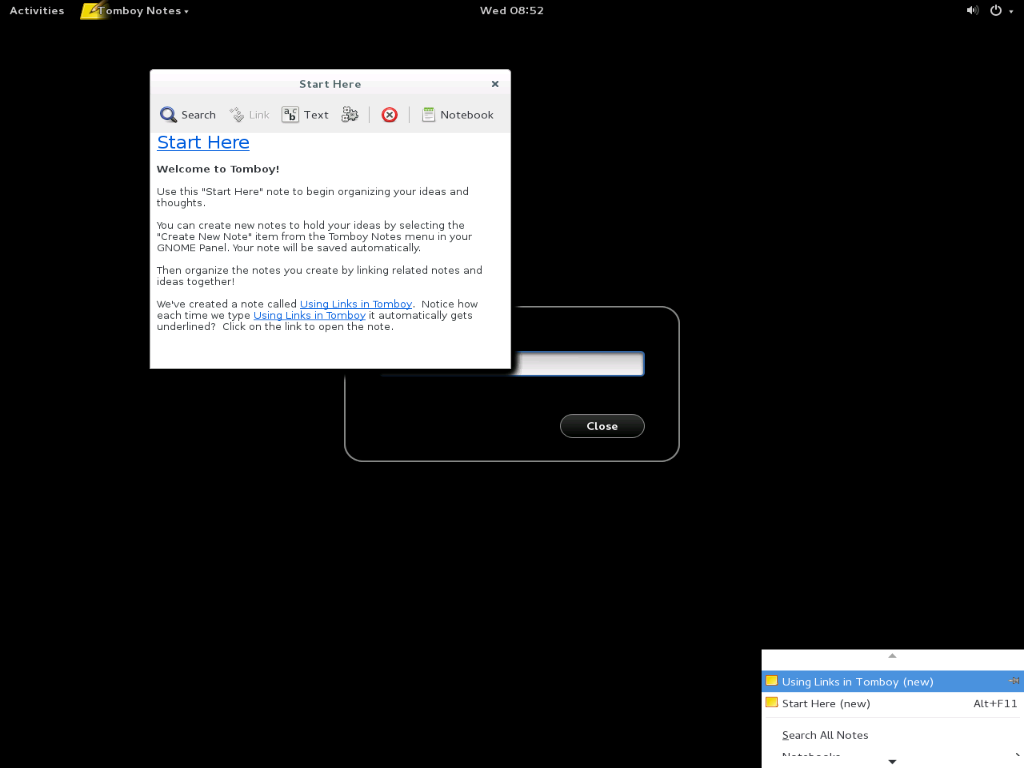 Activities
Tomboy Notes
Wed 08:52
Start Here
Search
Link
Text
Notebook
Start Here
Welcome to Tomboy!
Use this "Start Here" note to begin organizing your ideas and
thoughts.
You can create new notes to hold your ideas by selecting the
"Create New Note" item from the Tomboy Notes menu in your
GNOME Panel. Your note will be saved automatically.
Then organize the notes you create by linking related notes and
ideas together!
We've created a note called Using Links in Tomboy.  Notice how
each time we type Using Links in Tomboy it automatically gets
underlined?  Click on the link to open the note.
Close
Using Links in Tomboy (new)
Start Here (new) Alt+F11
Search All Notes
Notebooks